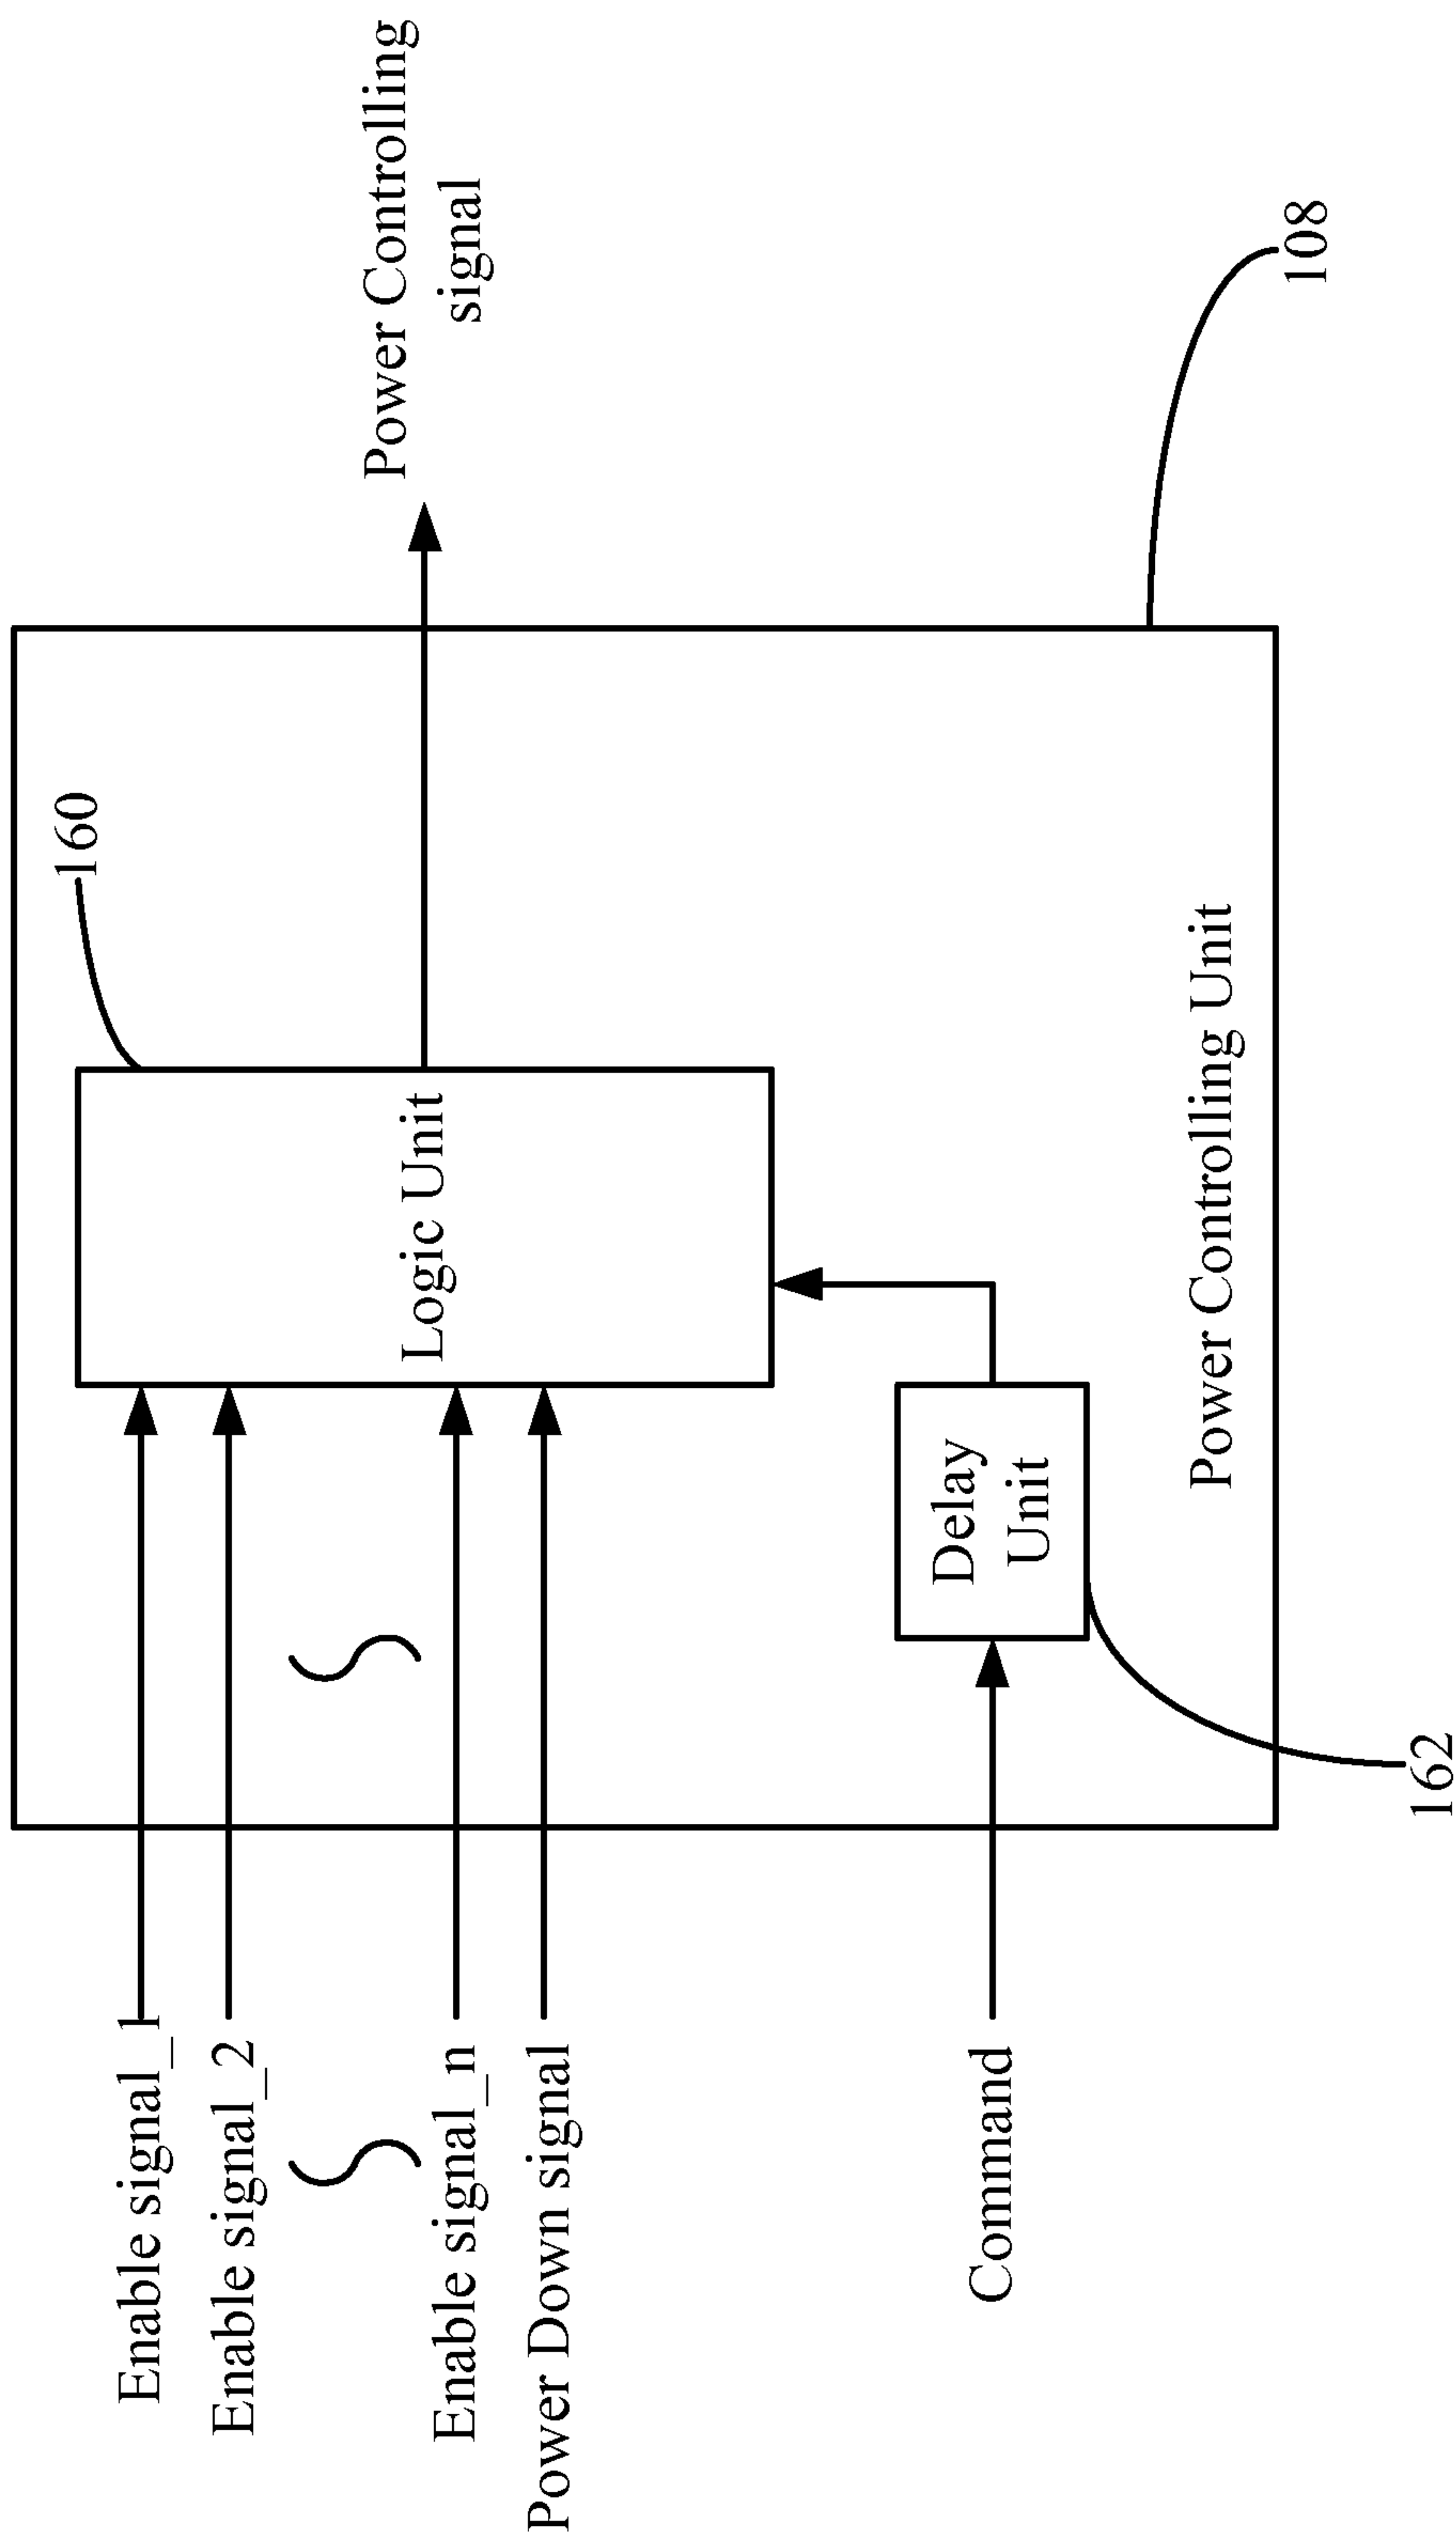 Enable signal_1
Enable signal_2
Enable signal_n
Power Down signal
Command
Delay
Unit
162
Logic Unit
160
Power Controlling Unit
108
Power Controlling
signal